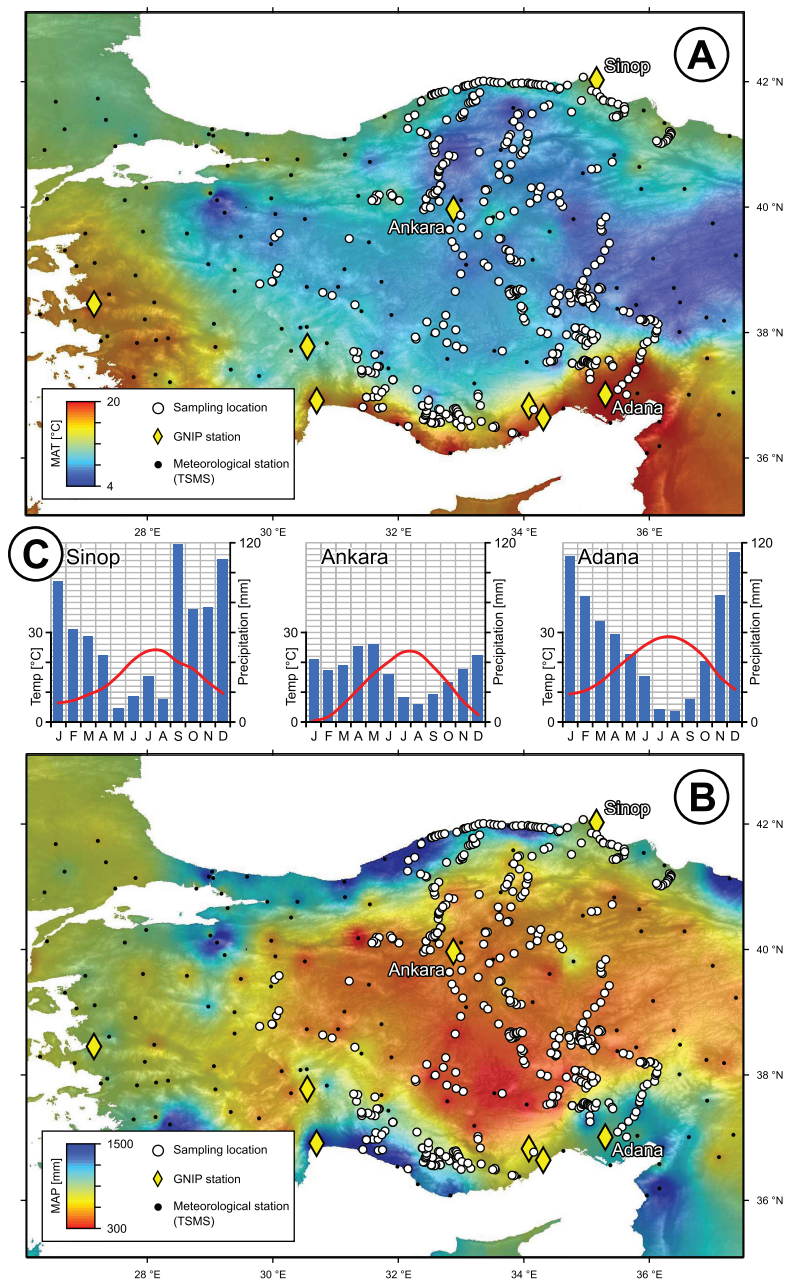 A
Sinop
42 °N
40 °N
Ankara
38 °N
20
MAT [°C]
4
Sampling location
GNIP station
Meteorological station
(TSMS)
Adana
36 °N
28 °E
30 °E
32 °E
34 °E
36 °E
C
Sinop
120
Precipitation [mm]
30
Temp [°C]
0
0
J F M A M J J A S O N D
Ankara
120
Precipitation [mm]
30
Temp [°C]
0
0
J F M A M J J A S O N D
Adana
120
Precipitation [mm]
30
Temp [°C]
0
0
J F M A M J J A S O N D
B
Sinop
42 °N
40 °N
Ankara
38 °N
1500
MAP [mm]
300
Sampling location
GNIP station
Meteorological station
(TSMS)
Adana
36 °N
28 °E
30 °E
32 °E
34 °E
36 °E